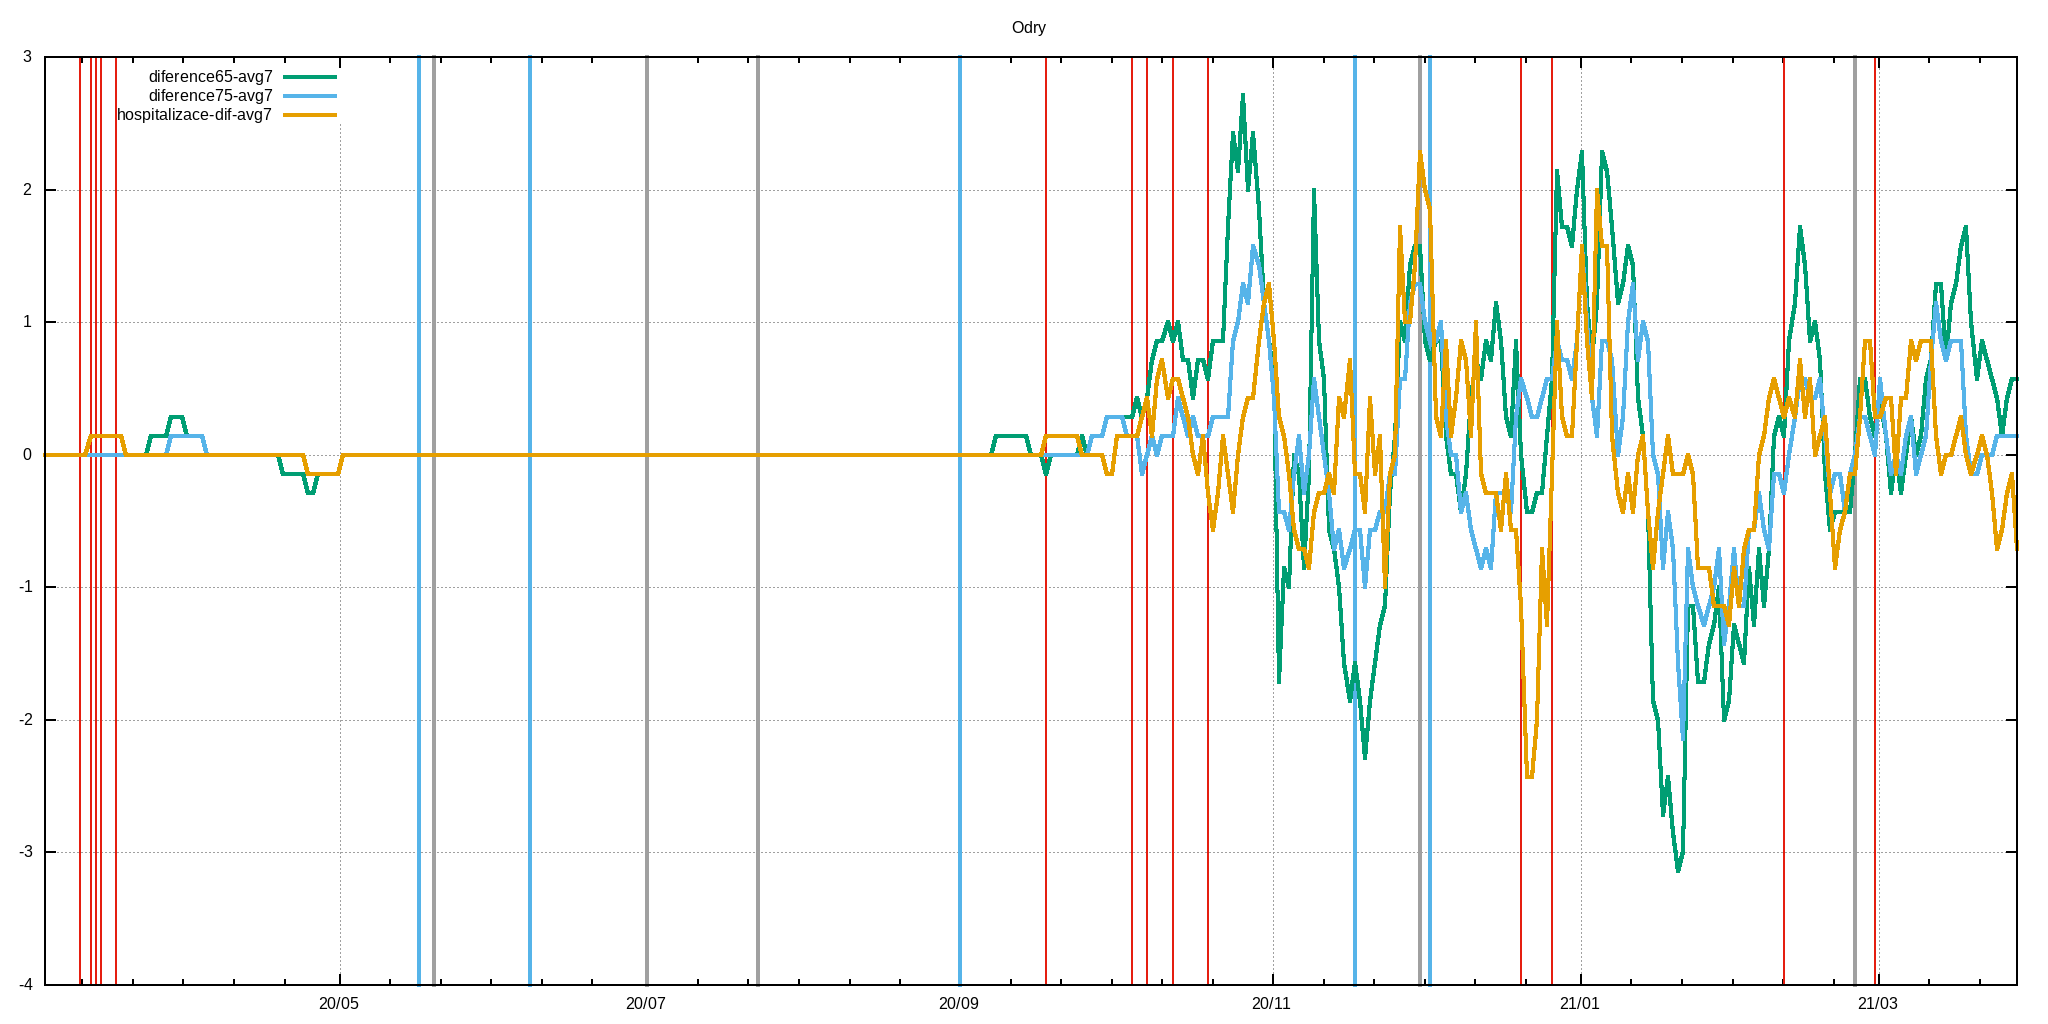 Odry
diference65-avg7
diference75-avg7
hospitalizace-dif-avg7
3
2
1
0
-1
-2
-3
-4
20/05 20/07 20/09 20/11 21/01 21/03